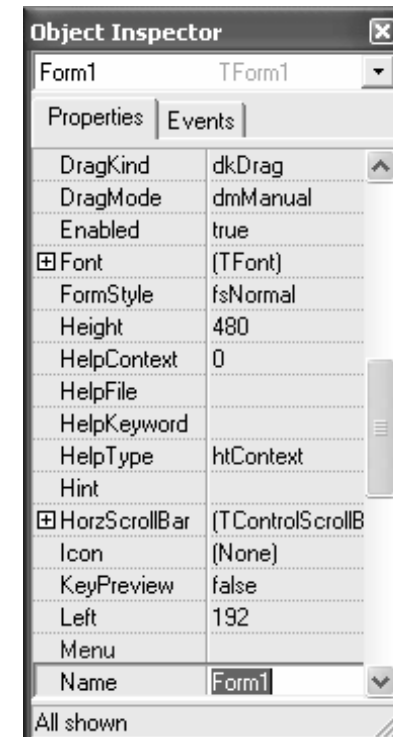 Object Inspector
Form1 TForm1
Properties Events
DragKind dkDrag
DragMode dmManual
Enabled true
Font (TFont)
FormStyle fsNormal
Height 480
HelpContext 0
HelpFile
HelpKeyword
HelpType htContext
Hint
HorzScrollBar (TControlScrollB
Icon (None)
KeyPreview false
Left 192
Menu
Name Form1
All shown